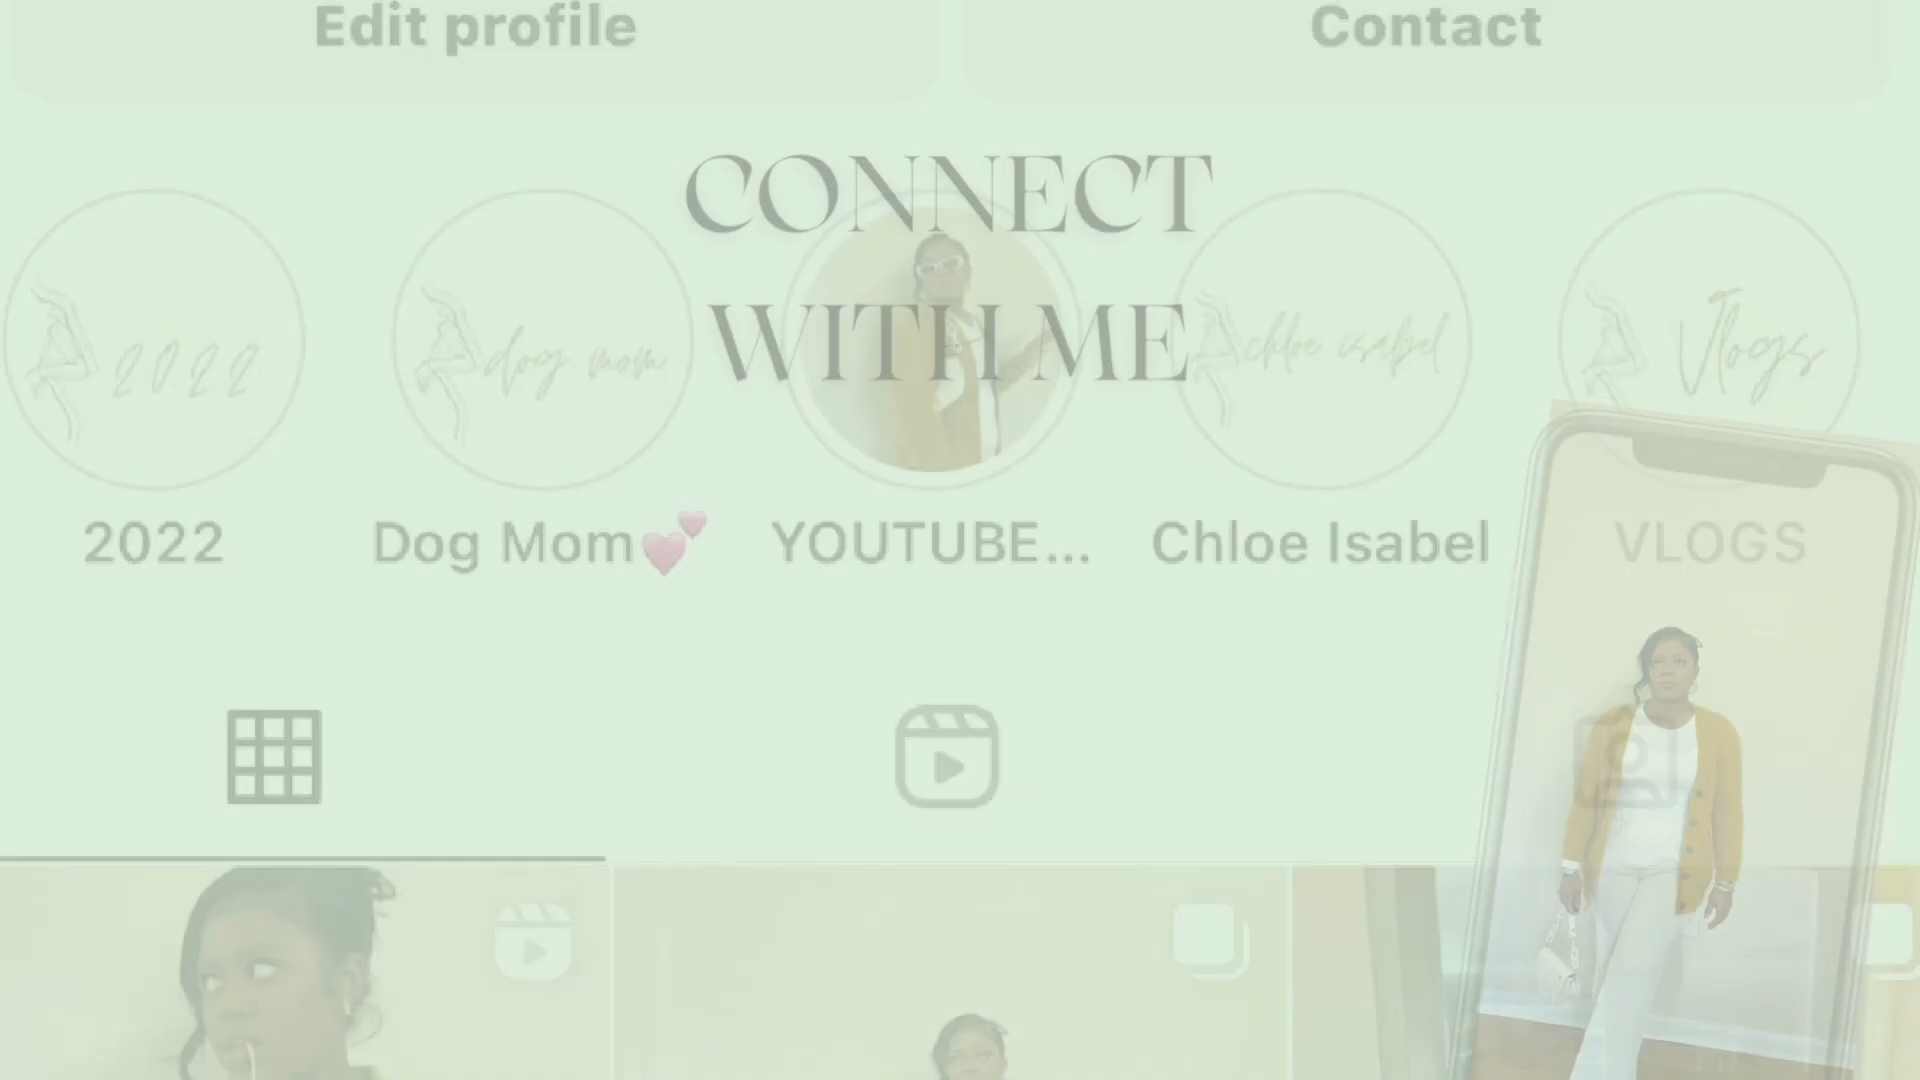 Edit profile
Contact
CONNECT
WITH ME
2022
dog mom
chloe isabel
Vlogs
2022
Dog Mom💕
YOUTUBE...
Chloe Isabel
VLOGS